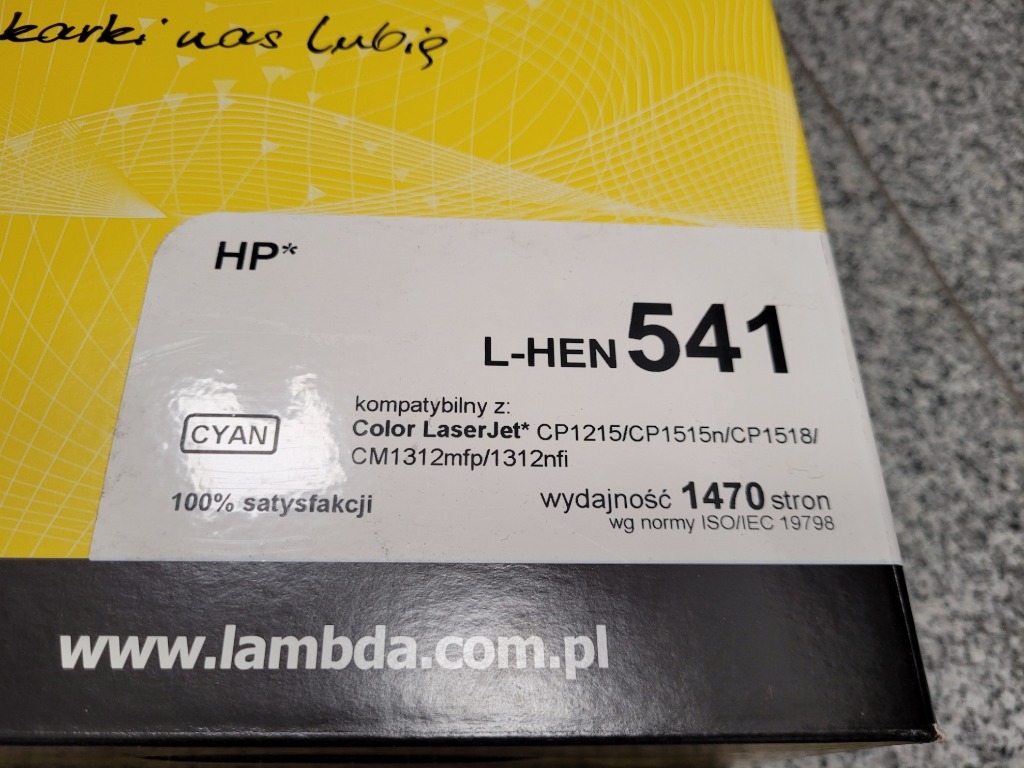 karki nas lubią
HP*
L-HEN 541
kompatybilny z:
Color LaserJet* CP1215/CP1515n/CP1518/
CM1312mfp/1312nfi
CYAN
100% satysfakcji
wydajność 1470 stron
wg normy ISO/IEC 19798
www.lambda.com.pl